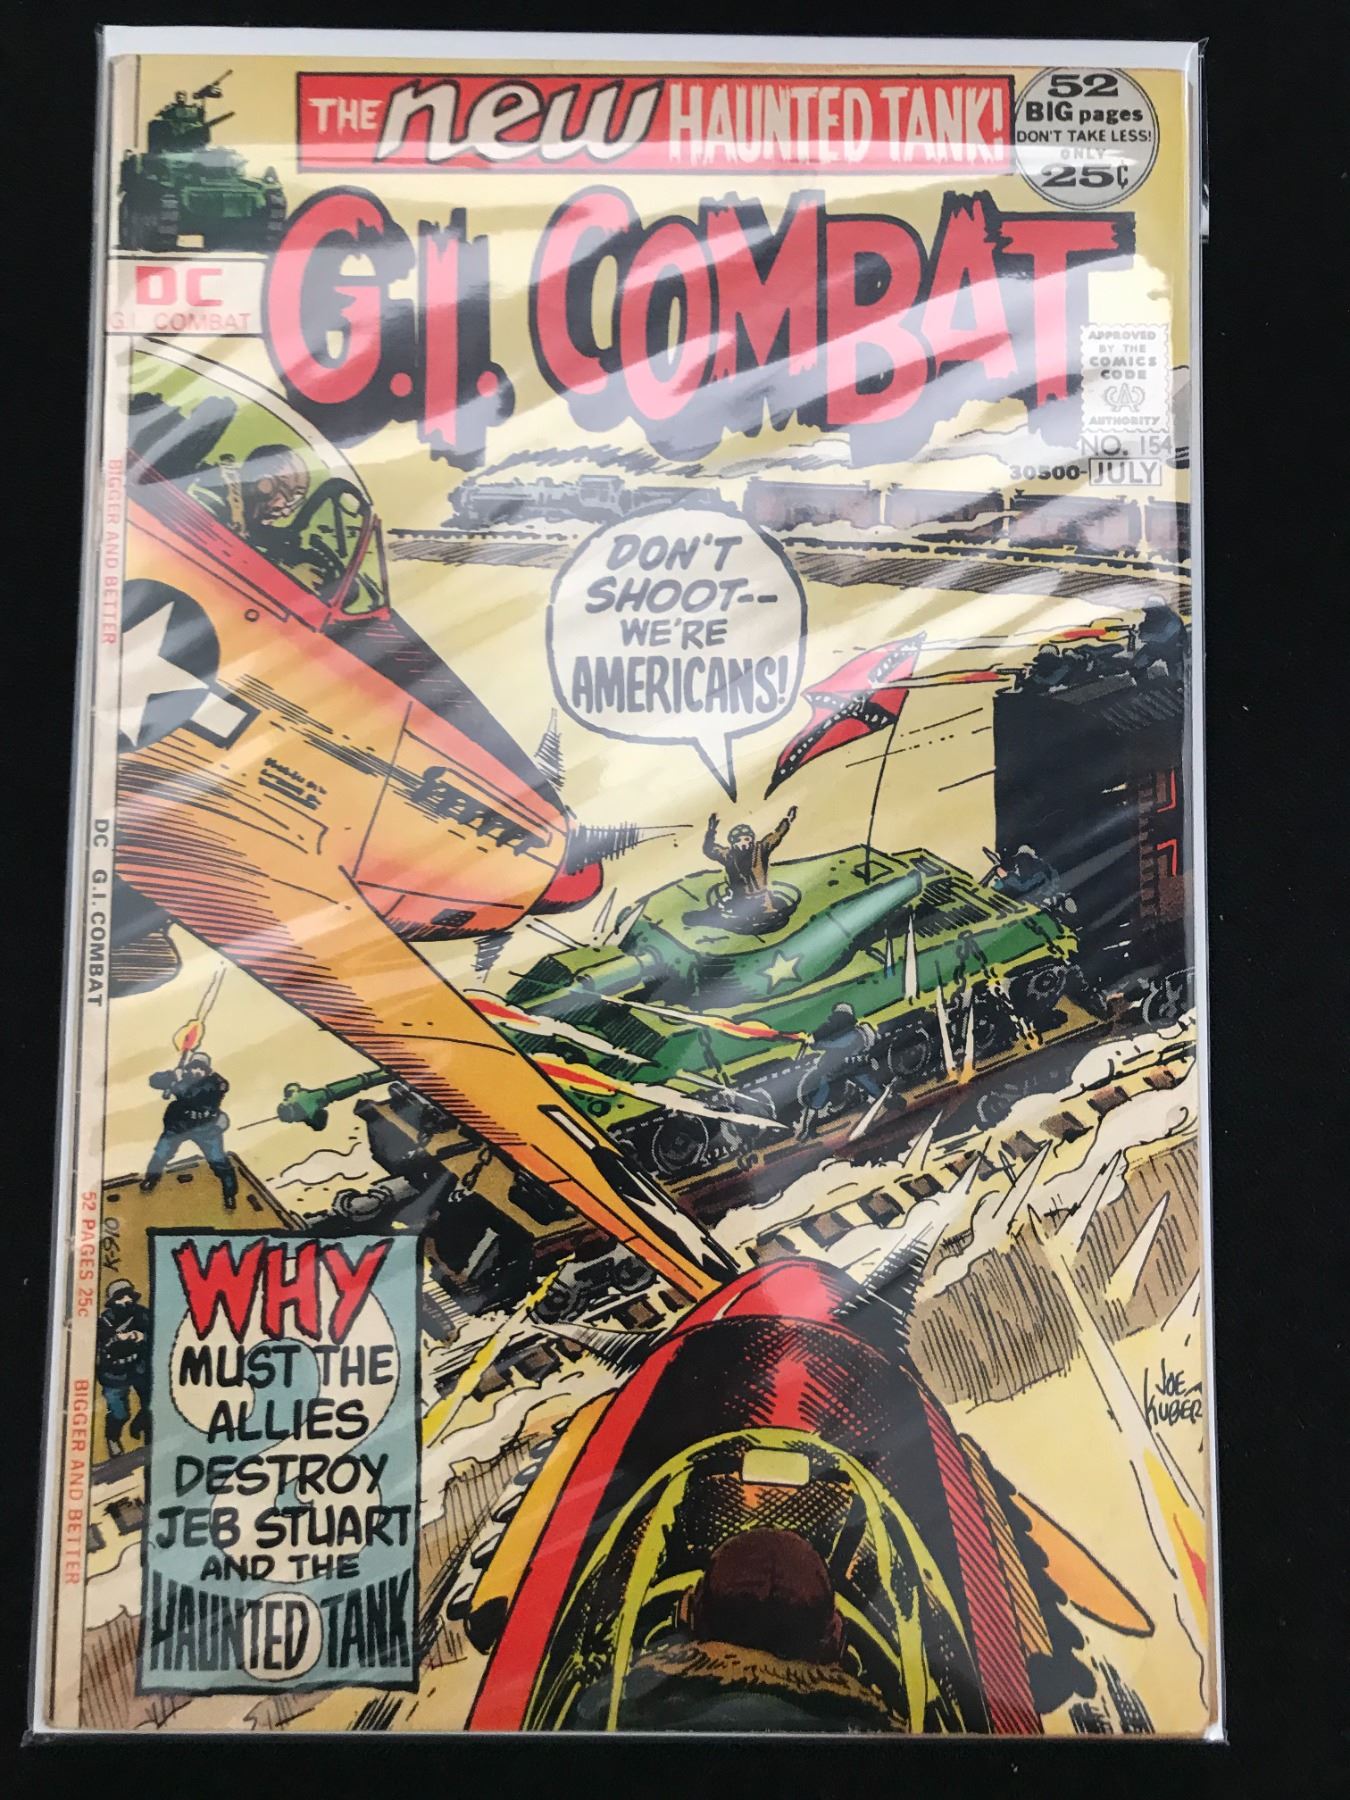 THE new HAUNTED TANK!
52
BIG pages
DON'T TAKE LESS!
ONLY
25¢
G.I. COMBAT
DC
G.I. COMBAT
APPROVED
BY THE
COMICS
CODE
CA
AUTHORITY
NO. 154
30500-JULY
DON'T
SHOOT--
WE'RE
AMERICANS!
BIGGER AND BETTER
DC G.I. COMBAT
52 PAGES 25¢
BIGGER AND BETTER
WHY
MUST THE
ALLIES
DESTROY
JEB STUART
AND THE
HAUNTED TANK
?
JOE
KUBERT